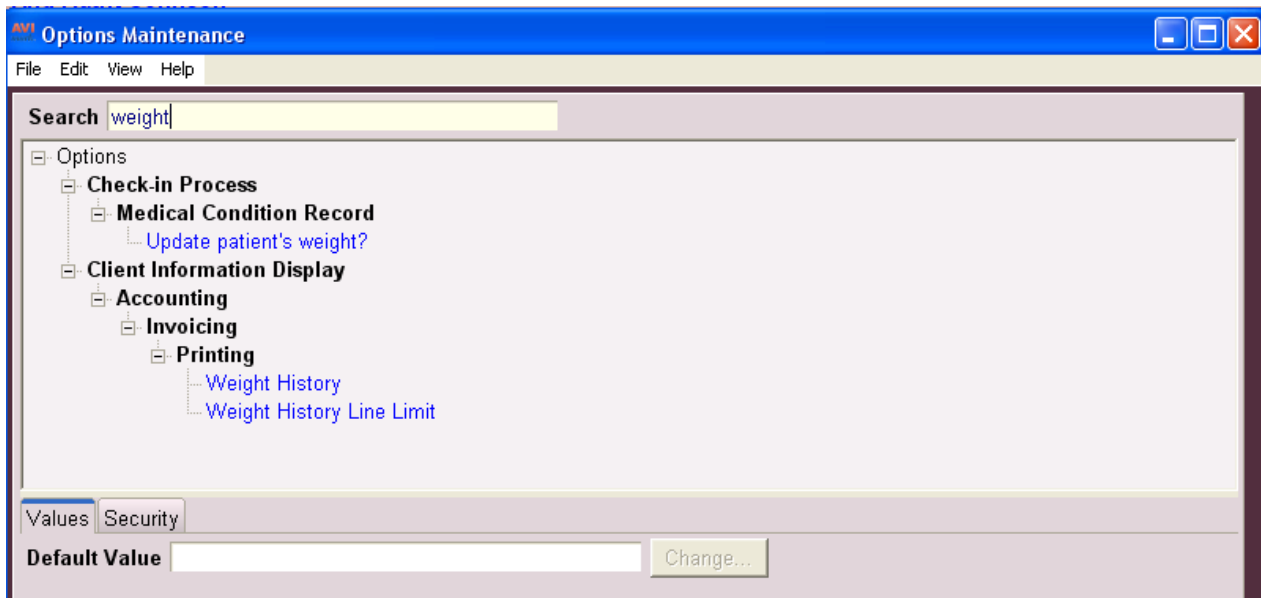 AVI Options Maintenance
File Edit View Help
Search weight
Options
Check-in Process
Medical Condition Record
Update patient's weight?
Client Information Display
Accounting
Invoicing
Printing
Weight History
Weight History Line Limit
Values Security
Default Value Change...